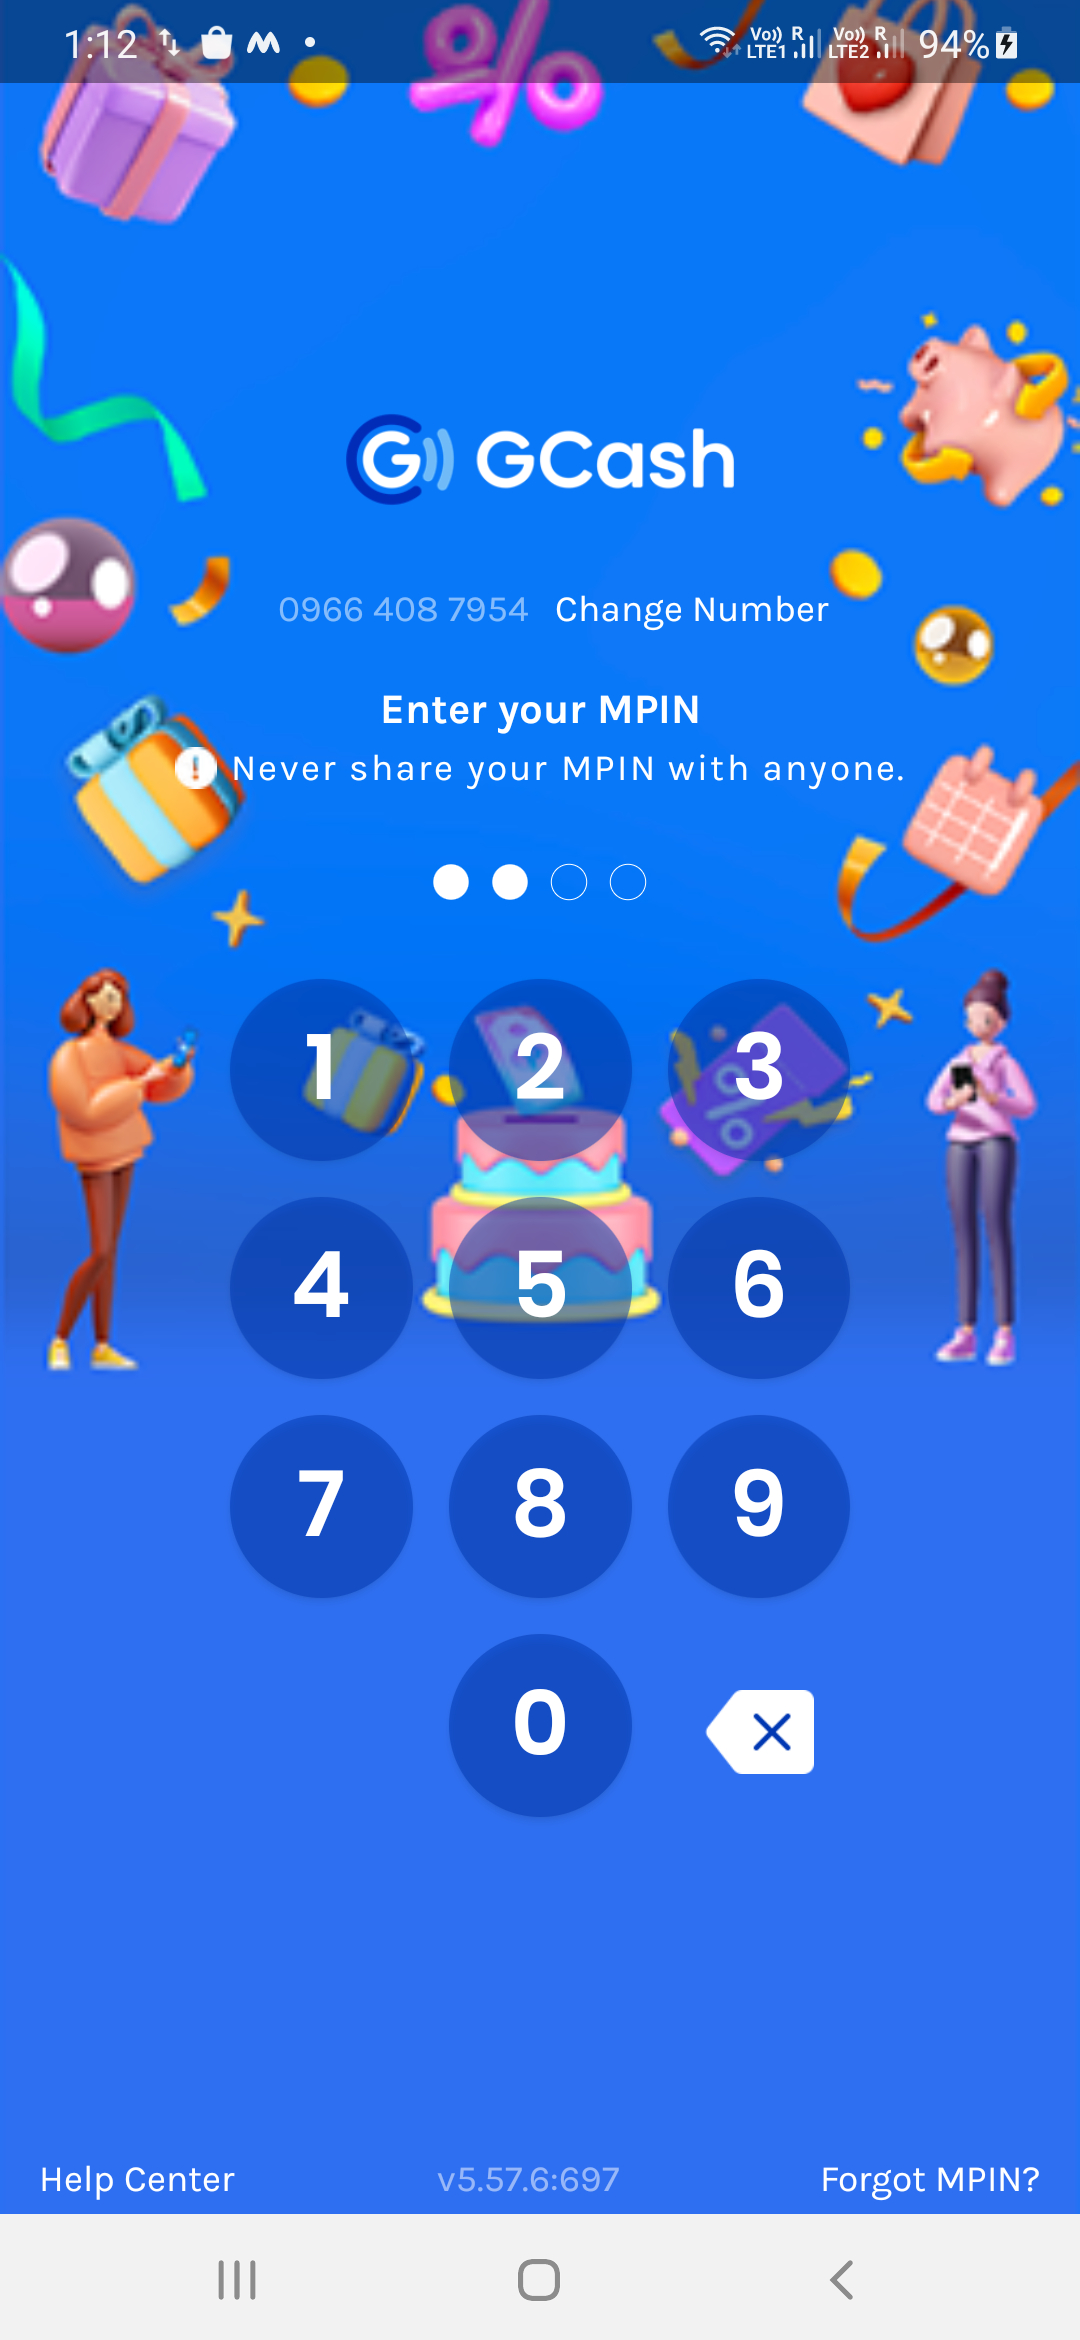 1:12 Vo)) R LTE1 Vo)) R LTE2 94%
G GCash
0966 408 7954 Change Number
Enter your MPIN
! Never share your MPIN with anyone.
1 2 3
4 5 6
7 8 9
0
Help Center v5.57.6:697 Forgot MPIN?